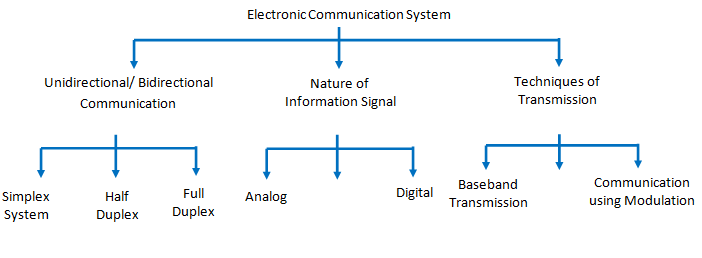 Electronic Communication System
Unidirectional/ Bidirectional
Communication
Nature of
Information Signal
Techniques of
Transmission
Simplex
System
Half
Duplex
Full
Duplex
Analog
Digital
Baseband
Transmission
Communication
using Modulation